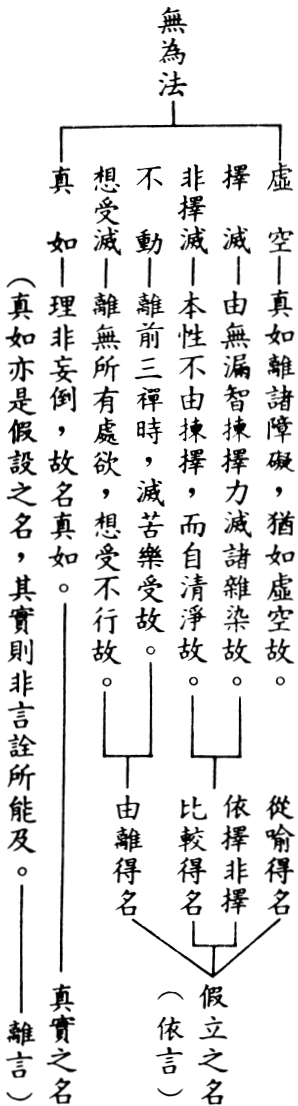 無為法
虛空—真如離諸障礙，猶如虛空故。
擇滅—由無漏智揀擇力滅諸雜染故。
非擇滅—本性不由揀擇，而自清淨故。
不動—離前三禪時，滅苦樂受故。
想受滅—離無所有處欲，想受不行故。
真如—理非妄倒，故名真如。
（真如亦是假設之名，其實則非言詮所能及。——離言）
從喻得名
依擇非擇
比較得名
由離得名
假立之名
（依言）
真實之名